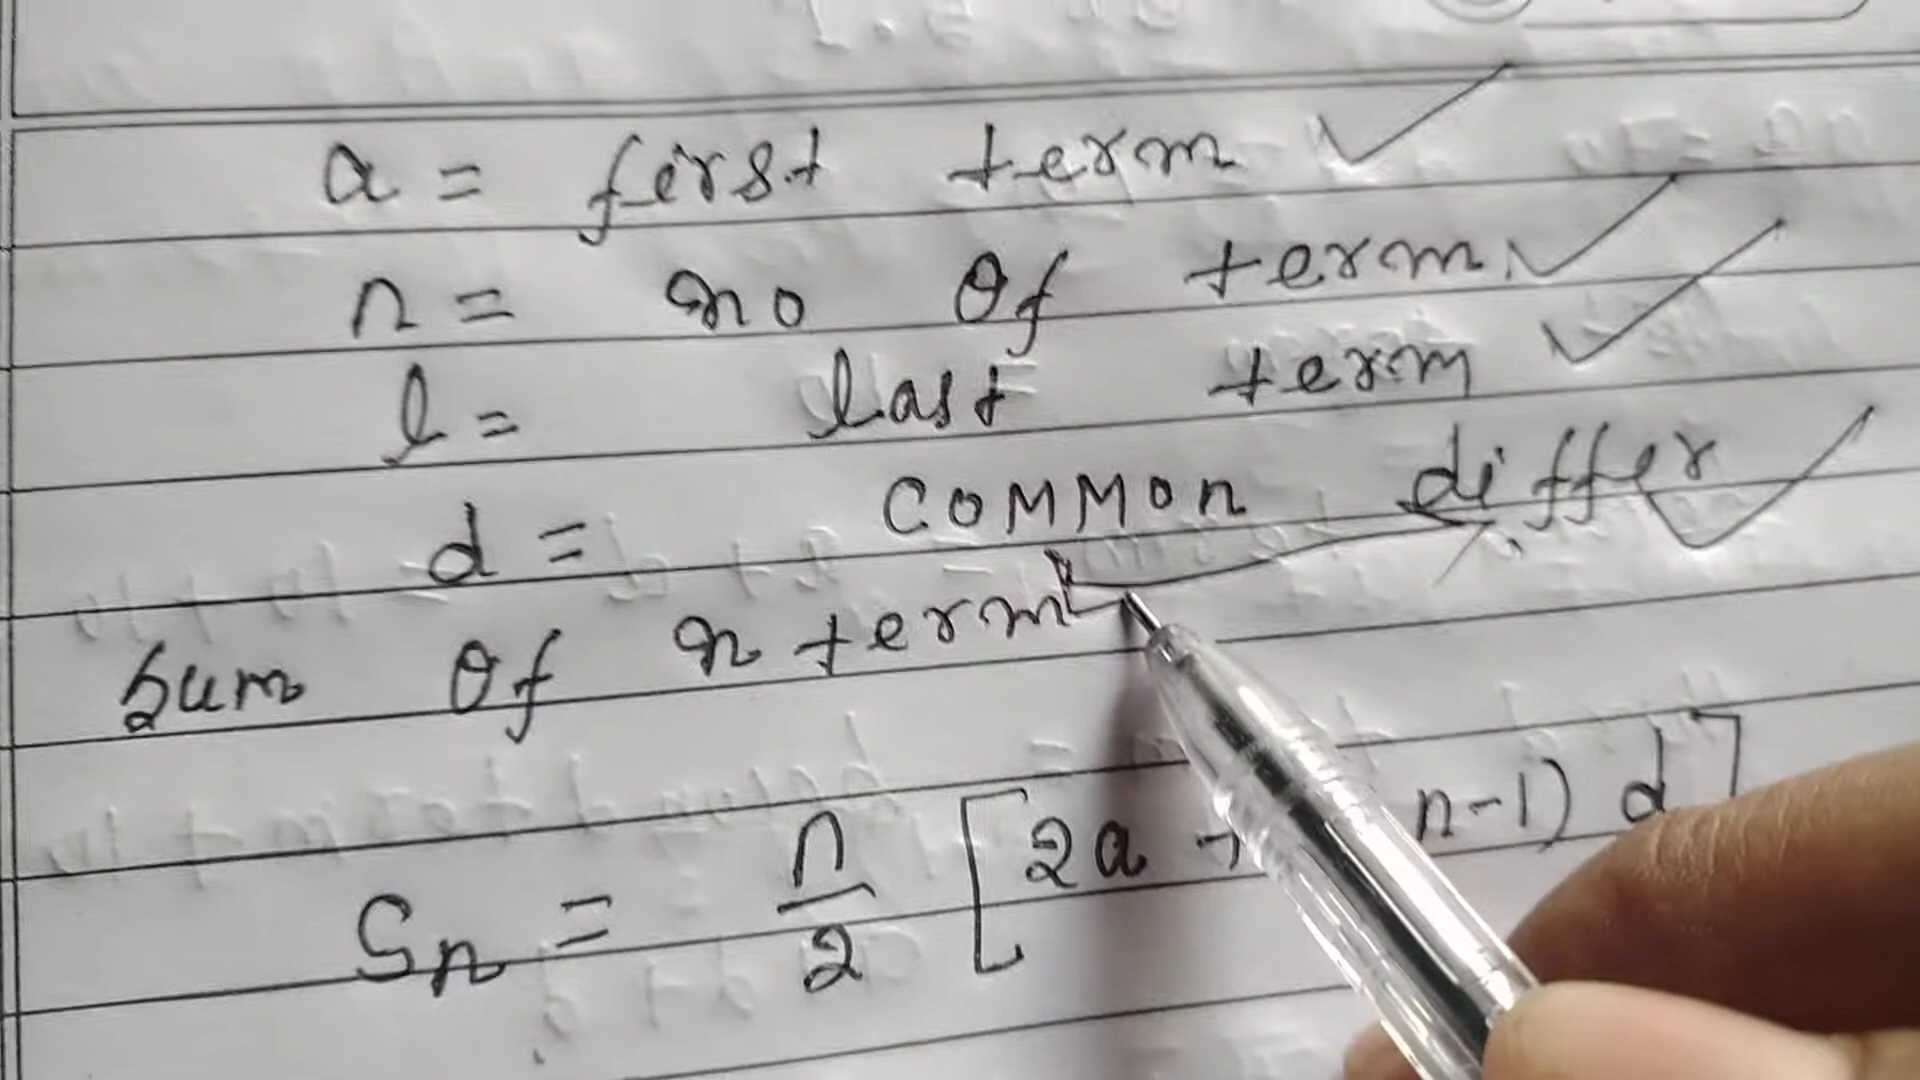 a = first term
n = no of term
l = last term
d = common differ
Sum of n term
Sn = n/2 [2a + n-1) d]